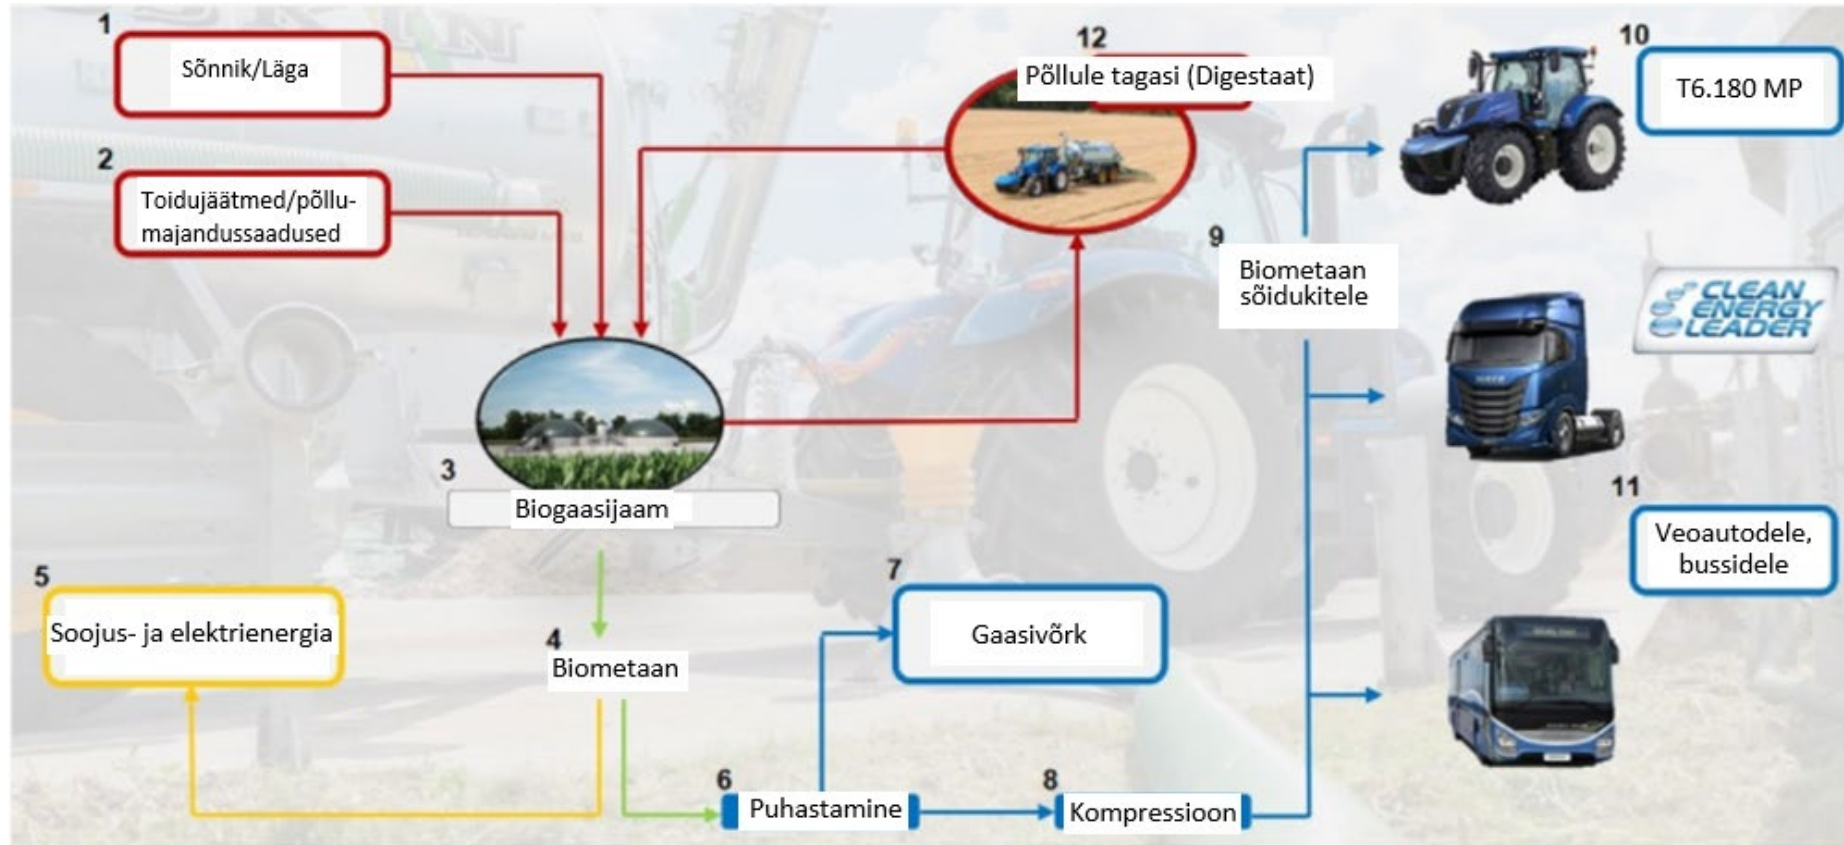 1
Sõnnik/Läga
2
Toidujäätmed/põllu-
majandussaadused
12
Põllule tagasi (Digestaat)
10
T6.180 MP
9
Biometaan
sõidukitele
CLEAN
ENERGY
LEADER
3
Biogaasijaam
11
Veoautodele,
bussidele
5
Soojus- ja elektrienergia
4
Biometaan
7
Gaasivõrk
6
Puhastamine
8
Kompressioon